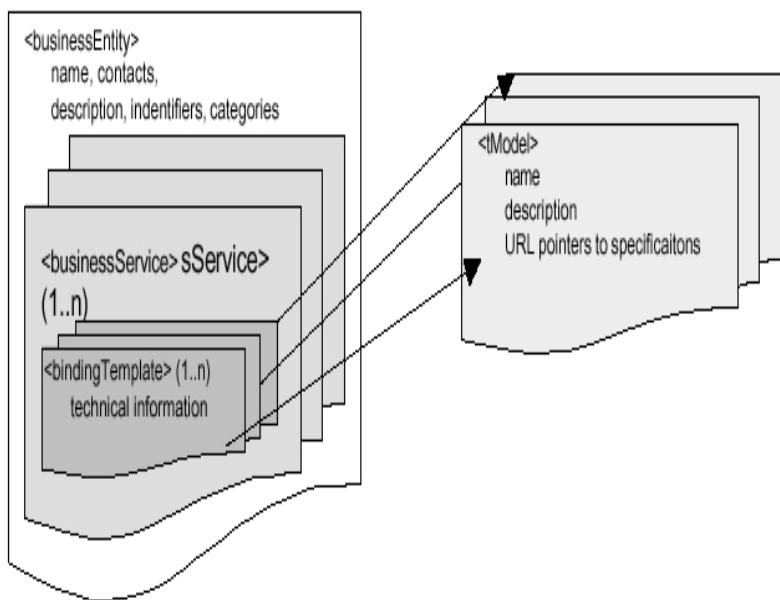 <businessEntity>
name, contacts,
description, indentifiers, categories
<businessService> sService>
(1..n)
<bindingTemplate> (1..n)
technical information
<tModel>
name
description
URL pointers to specificaitons